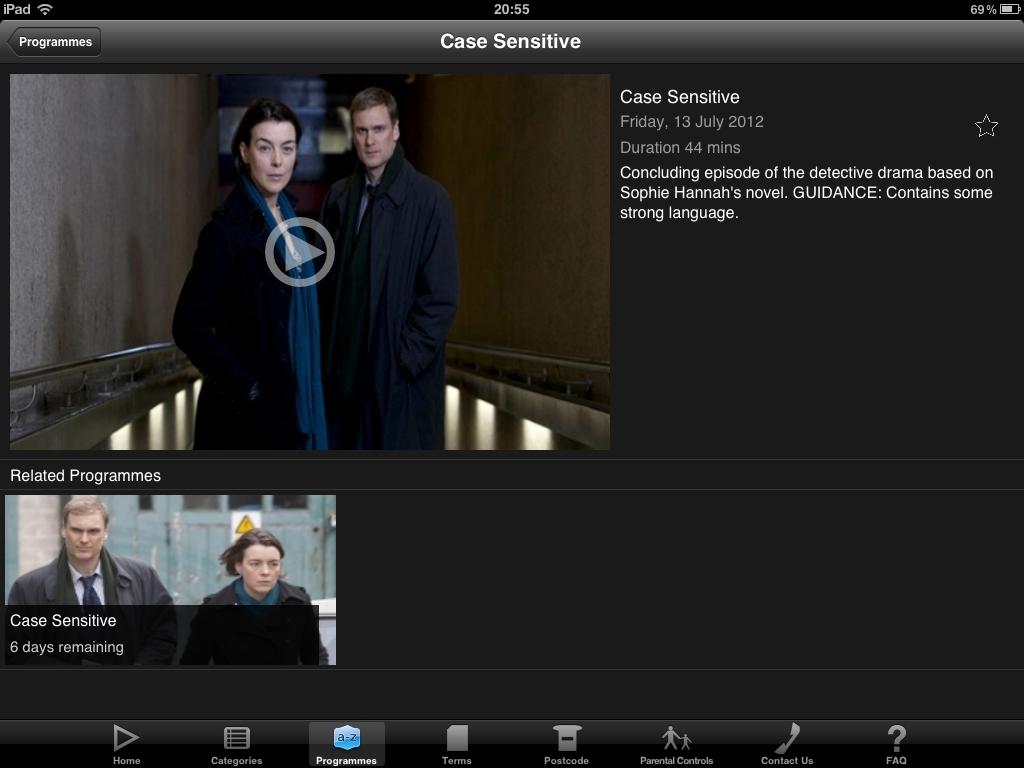 iPad
20:55
69%
Programmes
Case Sensitive
Case Sensitive
Friday, 13 July 2012
Duration 44 mins
Concluding episode of the detective drama based on
Sophie Hannah's novel. GUIDANCE: Contains some
strong language.
Related Programmes
Case Sensitive
6 days remaining
a-z
Home
Categories
Programmes
Terms
Postcode
Parental Controls
Contact Us
?
FAQ